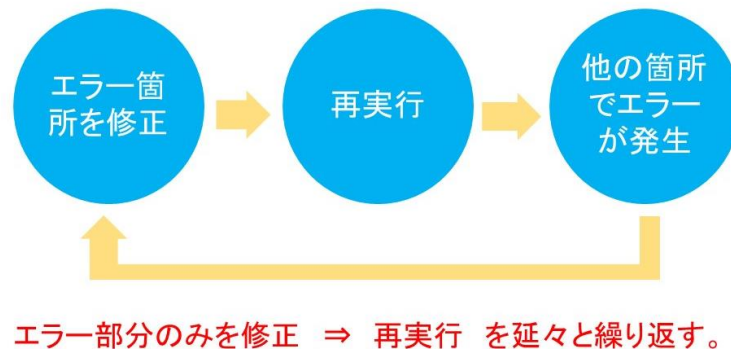 エラー箇
所を修正
再実行
他の箇所
でエラー
が発生
エラー部分のみを修正 ⇒ 再実行 を延々と繰り返す。